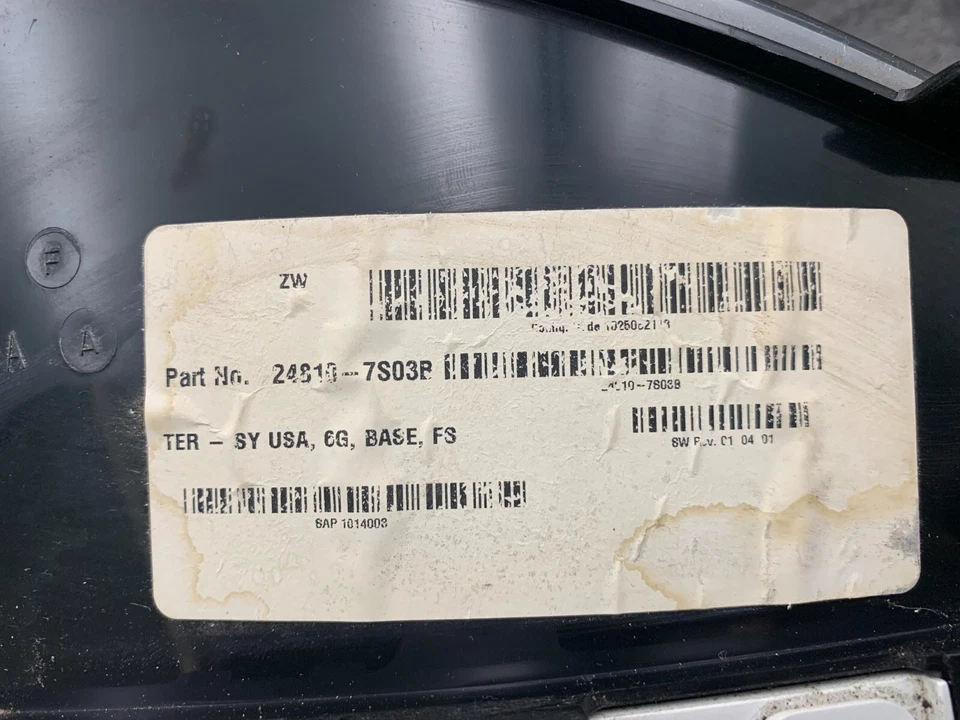 ZW
Part No. 24810-7S03B
24810-7S03B
TER - SY USA, 6G, BASE, FS
SW Rev. 01 04 01
SAP 1014003
F
A
A